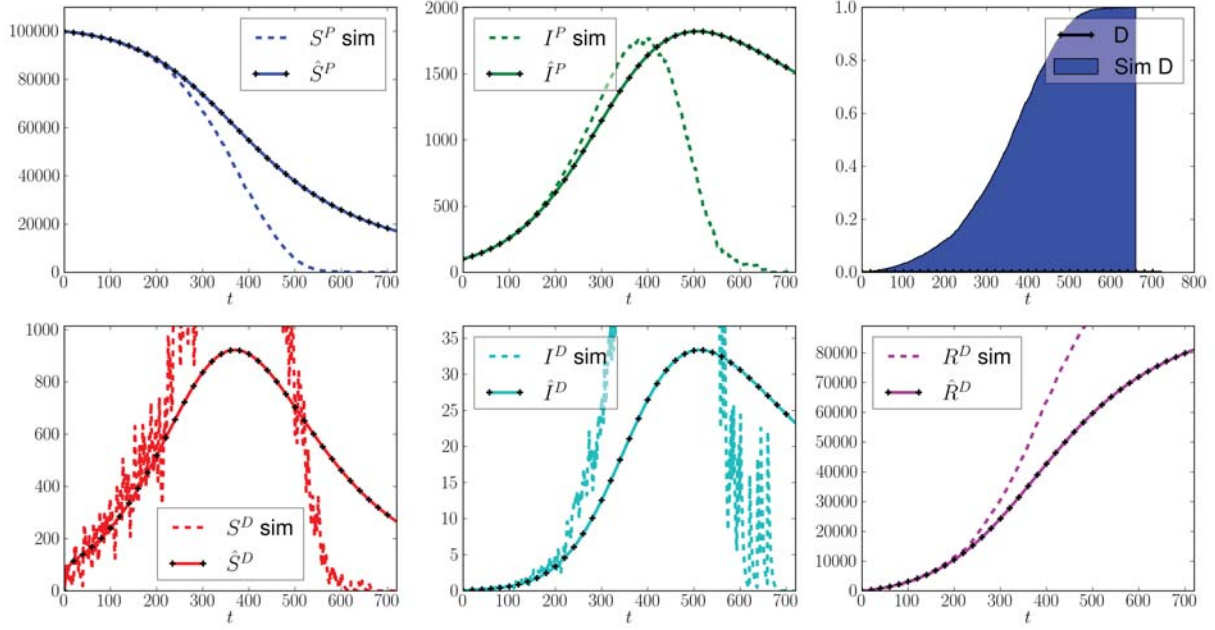 100000
80000
60000
40000
20000
0
0 100 200 300 400 500 600 700
t
S^P sim
Ŝ^P
2000
1500
1000
500
0
0 100 200 300 400 500 600 700
t
I^P sim
Î^P
1.0
0.8
0.6
0.4
0.2
0.0
0 100 200 300 400 500 600 700 800
t
D
Sim D
1000
800
600
400
200
0
0 100 200 300 400 500 600 700
t
S^D sim
Ŝ^D
35
30
25
20
15
10
5
0
0 100 200 300 400 500 600 700
t
I^D sim
Î^D
80000
70000
60000
50000
40000
30000
20000
10000
0
0 100 200 300 400 500 600 700
t
R^D sim
R̂^D